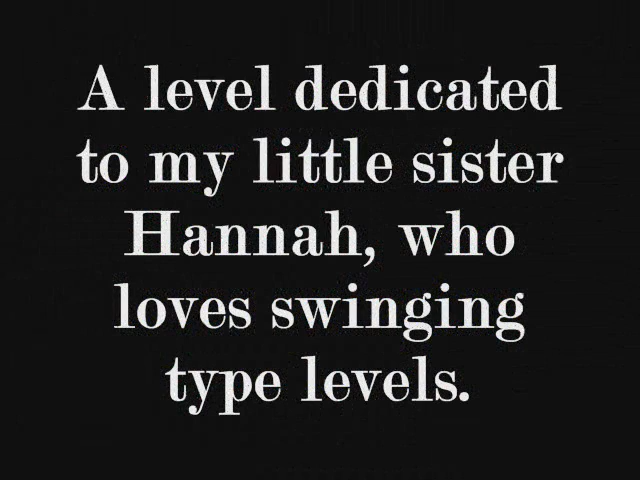 A level dedicated
to my little sister
Hannah, who
loves swinging
type levels.